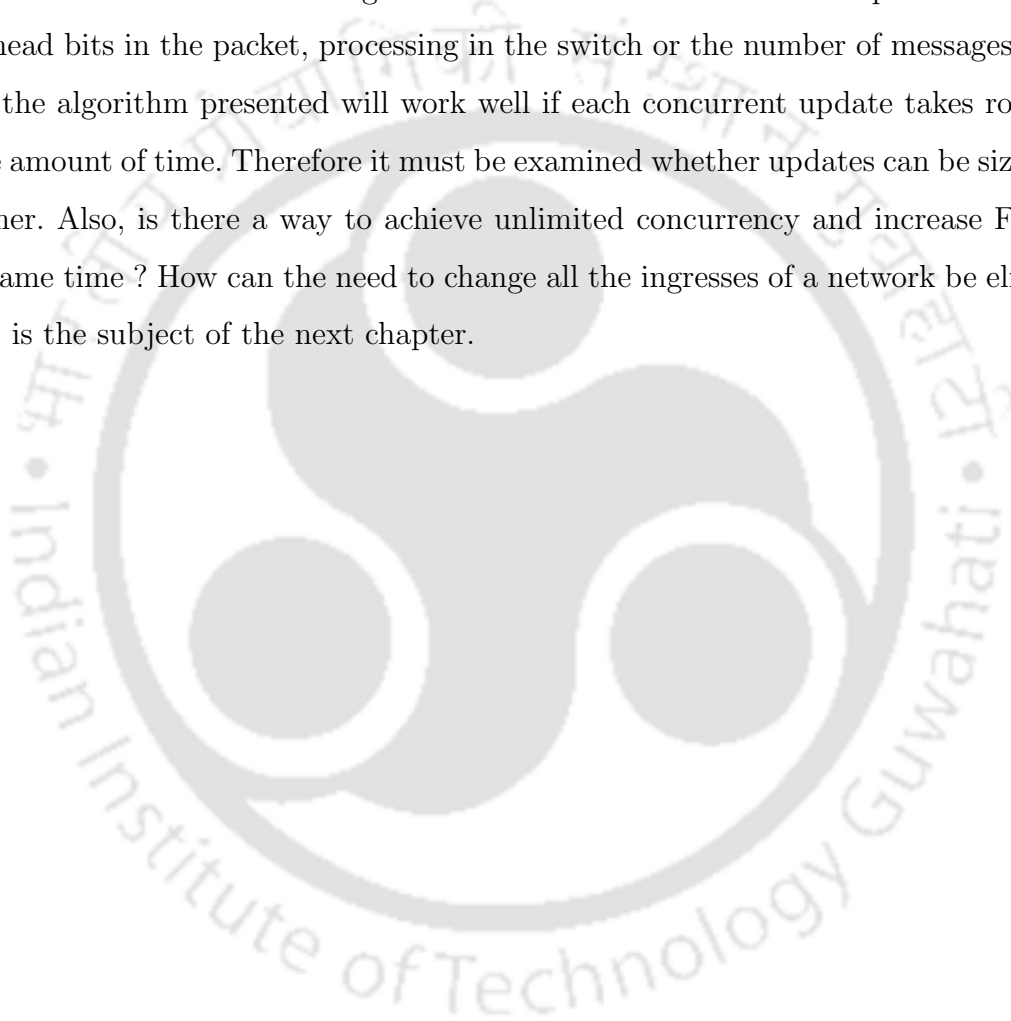 head bits in the packet, processing in the switch or the number of messages
the algorithm presented will work well if each concurrent update takes ro
amount of time. Therefore it must be examined whether updates can be siz
ner. Also, is there a way to achieve unlimited concurrency and increase F
ame time ? How can the need to change all the ingresses of a network be eli
is the subject of the next chapter.
Indian Institute of Technology Guwahati